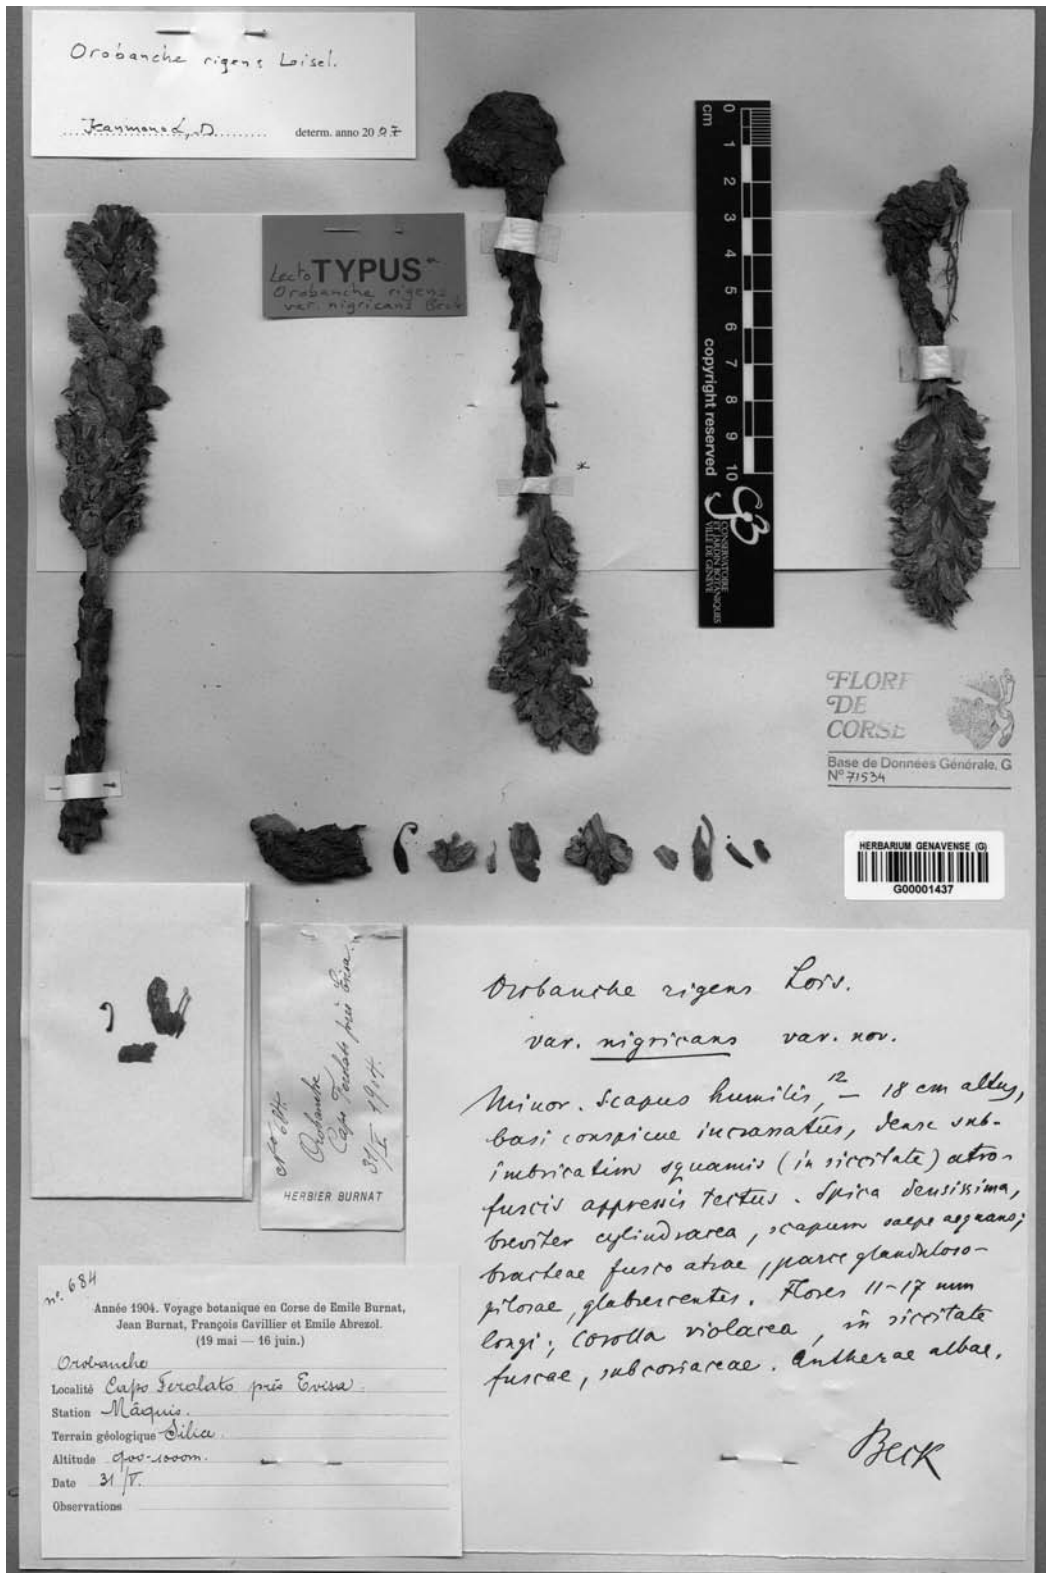 Orobanche rigens Loisel.
Jeanmonod, D. determ. anno 2007
Lecto TYPUS
Orobanche rigens
var. nigricans Beck
cm
0
1
2
3
4
5
6
7
8
9
10
copyright reserved
CONSERVATOIRE
ET JARDIN BOTANIQUES
VILLE DE GENEVE
*
FLORE
DE
CORSE
Base de Données Générale, G
N° 71534
HERBARIUM GENAVENSE (G)
G00001437
N° 684
Orobanche
Capo Ferolato près Evisa
31/V 1904.
HERBIER BURNAT
n°. 684
Année 1904. Voyage botanique en Corse de Emile Burnat,
Jean Burnat, François Cavillier et Emile Abrezol.
(19 mai — 16 juin.)
Orobanche
Localité Capo Ferolato près Evisa.
Station Mâquis.
Terrain géologique Silice
Altitude 900-1000m.
Date 31/V.
Observations
Orobanche rigens Lois.
var. nigricans var. nov.
Minor. Scapus humilis, 12 – 18 cm altus,
basi conspicue incrassatus, dense sub-
imbricatim squamis (in siccitate) atro-
fuscis appressis tectus. Spica densissima,
breviter cylindracea, scapum saepe aequans;
bracteae fusco atrae, parce glanduloso-
pilosae, glabrescentes. Flores 11-17 mm
longi; corolla violacea, in siccitate
fuscae, subcoriaceae. Antherae albae.
Beck